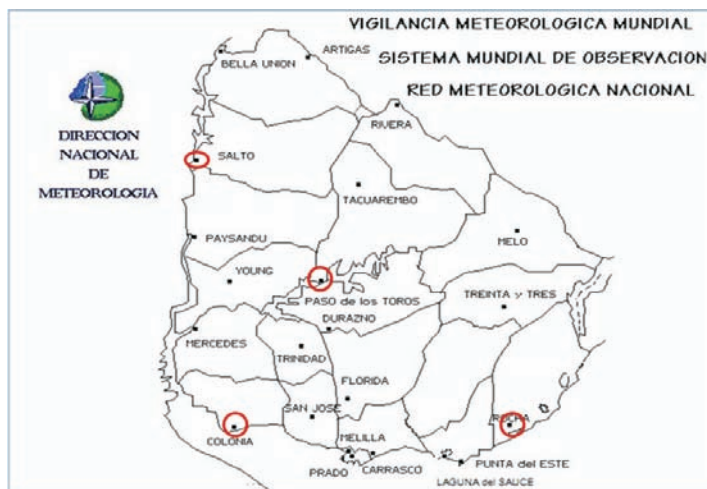 VIGILANCIA METEOROLOGICA MUNDIAL
SISTEMA MUNDIAL DE OBSERVACION
RED METEOROLOGICA NACIONAL
DIRECCION
NACIONAL
DE
METEOROLOGIA
ARTIGAS
BELLA UNION
RIVERA
SALTO
TACUAREMBO
PAYSANDU
MELO
YOUNG
PASO de los TOROS
TREINTA y TRES
DURAZNO
MERCEDES
TRINIDAD
FLORIDA
SAN JOSE
ROCHA
COLONIA
MELILLA
PRADO
CARRASCO
PUNTA del ESTE
LAGUNA del SAUCE